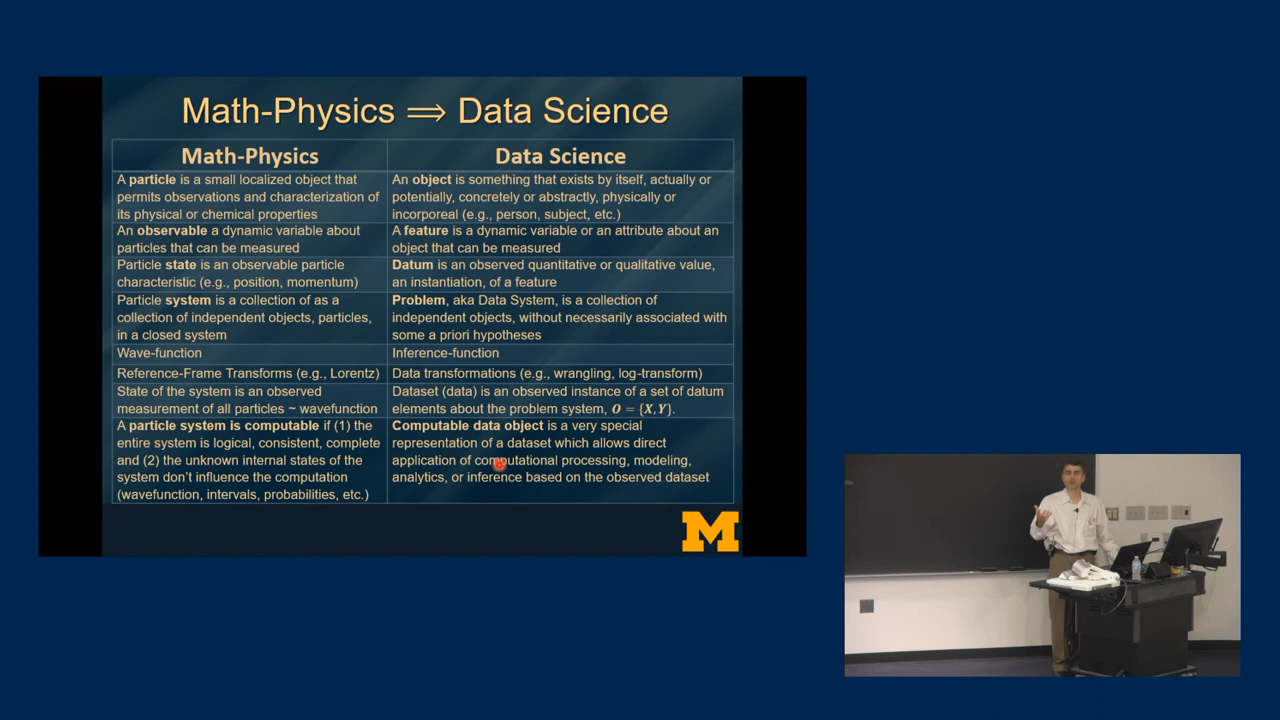 Math-Physics ⟹ Data Science
Math-Physics
Data Science
A particle is a small localized object that
permits observations and characterization of
its physical or chemical properties
An object is something that exists by itself, actually or
potentially, concretely or abstractly, physically or
incorporeal (e.g., person, subject, etc.)
An observable a dynamic variable about
particles that can be measured
A feature is a dynamic variable or an attribute about an
object that can be measured
Particle state is an observable particle
characteristic (e.g., position, momentum)
Datum is an observed quantitative or qualitative value,
an instantiation, of a feature
Particle system is a collection of as a
collection of independent objects, particles,
in a closed system
Problem, aka Data System, is a collection of
independent objects, without necessarily associated with
some a priori hypotheses
Wave-function
Inference-function
Reference-Frame Transforms (e.g., Lorentz)
Data transformations (e.g., wrangling, log-transform)
State of the system is an observed
measurement of all particles ~ wavefunction
Dataset (data) is an observed instance of a set of datum
elements about the problem system, O = {X, Y}.
A particle system is computable if (1) the
entire system is logical, consistent, complete
and (2) the unknown internal states of the
system don't influence the computation
(wavefunction, intervals, probabilities, etc.)
Computable data object is a very special
representation of a dataset which allows direct
application of computational processing, modeling,
analytics, or inference based on the observed dataset
M